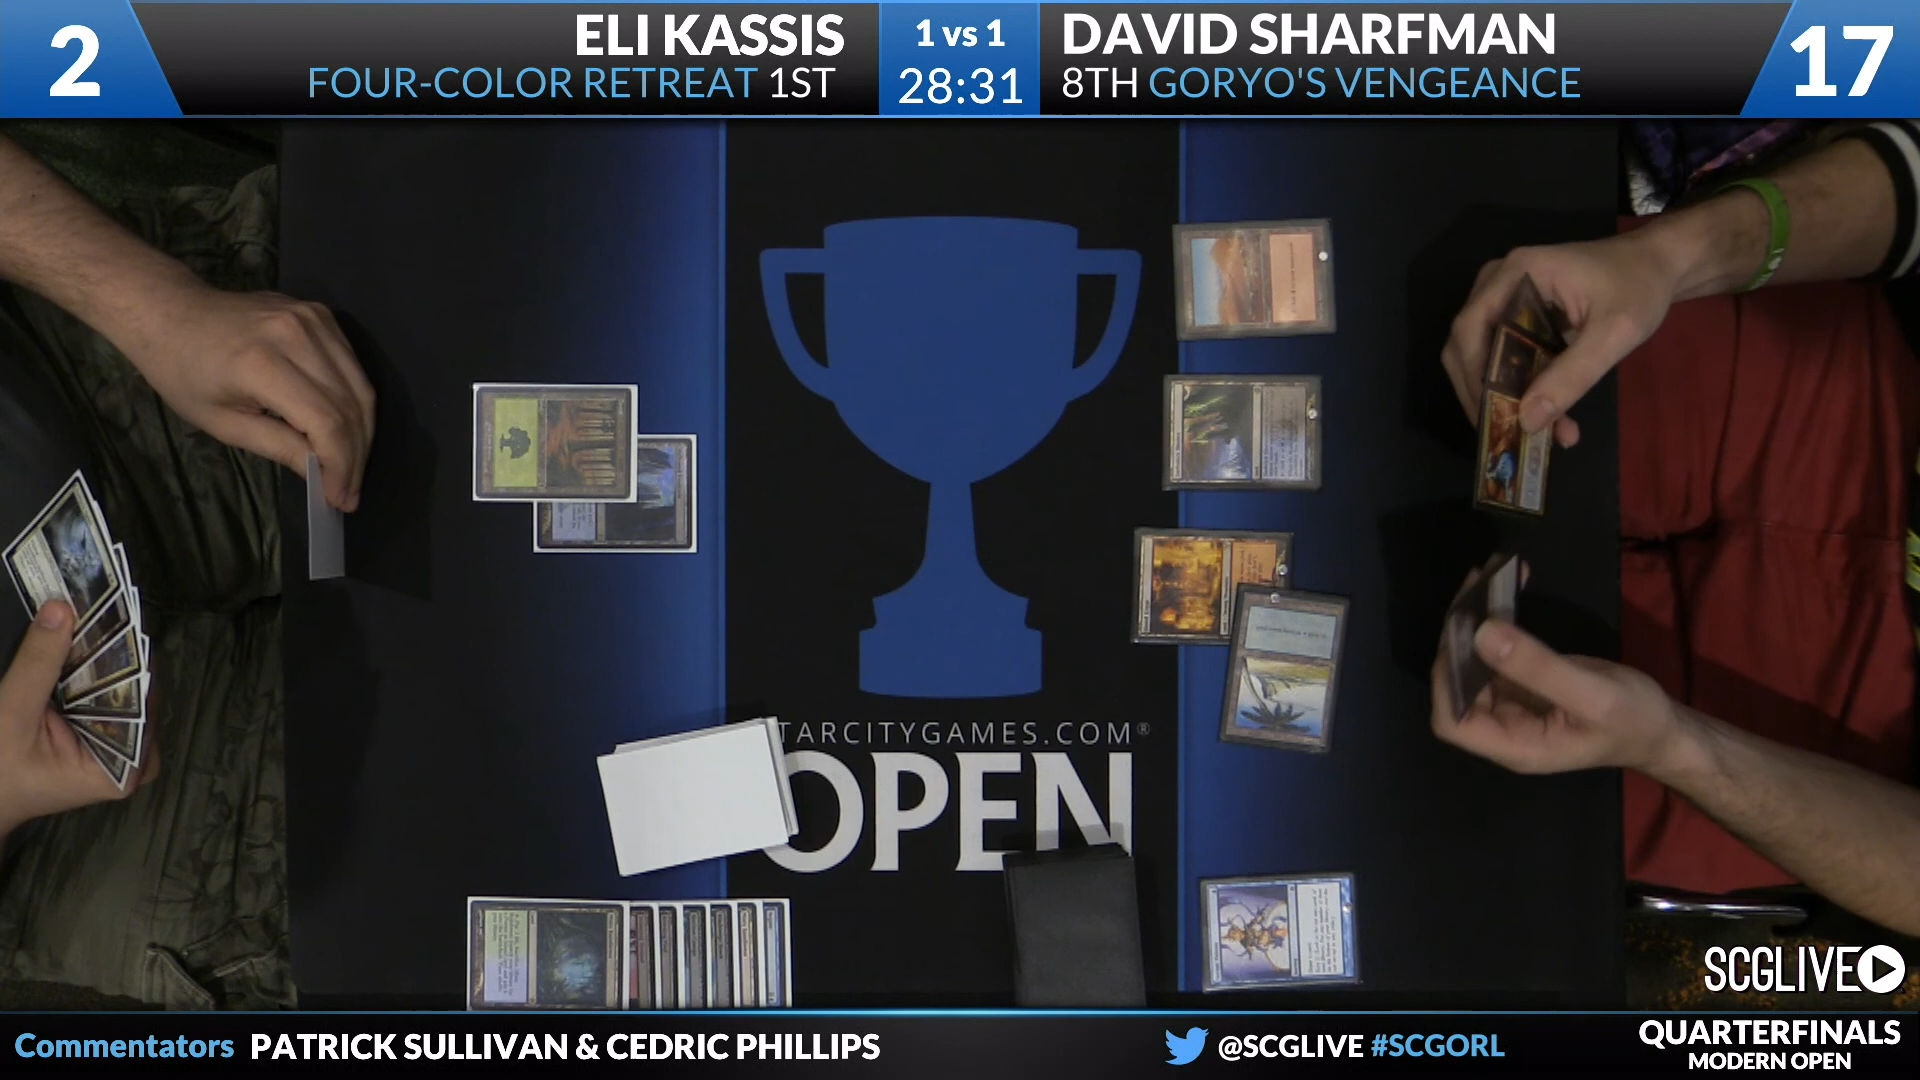 2
ELI KASSIS
FOUR-COLOR RETREAT 1ST
1 vs 1
28:31
DAVID SHARFMAN
8TH GORYO'S VENGEANCE
17
TARCITYGAMES.COM®
OPEN
SCGLIVE
Commentators PATRICK SULLIVAN & CEDRIC PHILLIPS
@SCGLIVE #SCGORL
QUARTERFINALS
MODERN OPEN